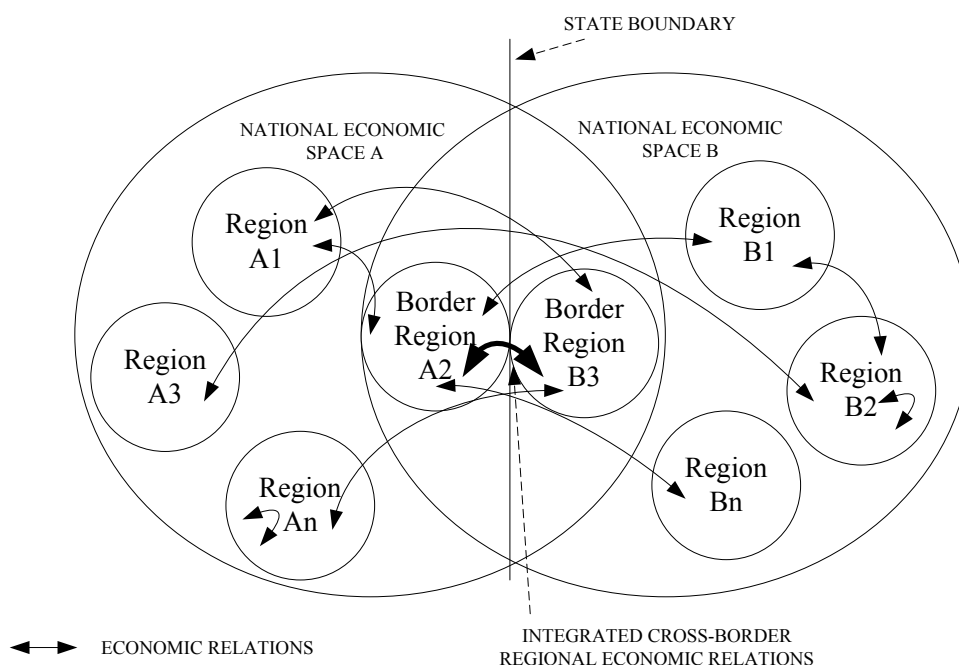 STATE BOUNDARY
NATIONAL ECONOMIC
SPACE A
NATIONAL ECONOMIC
SPACE B
Region
A1
Region
B1
Border
Region
A2
Border
Region
B3
Region
A3
Region
B2
Region
An
Region
Bn
ECONOMIC RELATIONS
INTEGRATED CROSS-BORDER
REGIONAL ECONOMIC RELATIONS